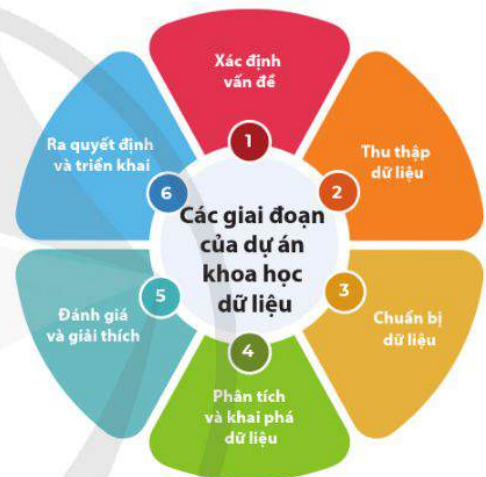 Xác định
vấn đề
1
Thu thập
dữ liệu
2
Chuẩn bị
dữ liệu
3
Phân tích
và khai phá
dữ liệu
4
Đánh giá
và giải thích
5
Ra quyết định
và triển khai
6
Các giai đoạn
của dự án
khoa học
dữ liệu